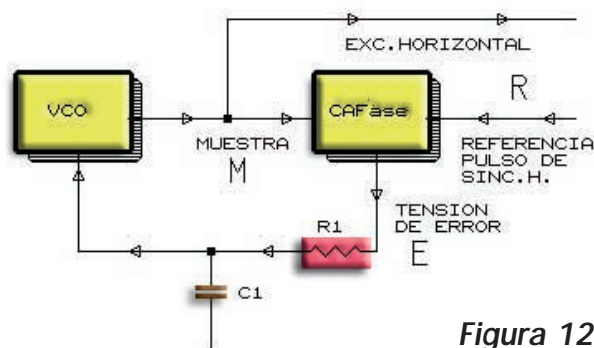 EXC.HORIZONTAL
VCO
CAFase
R
MUESTRA
M
REFERENCIA
PULSO DE
SINC.H.
TENSION
DE ERROR
E
R1
C1
Figura 12